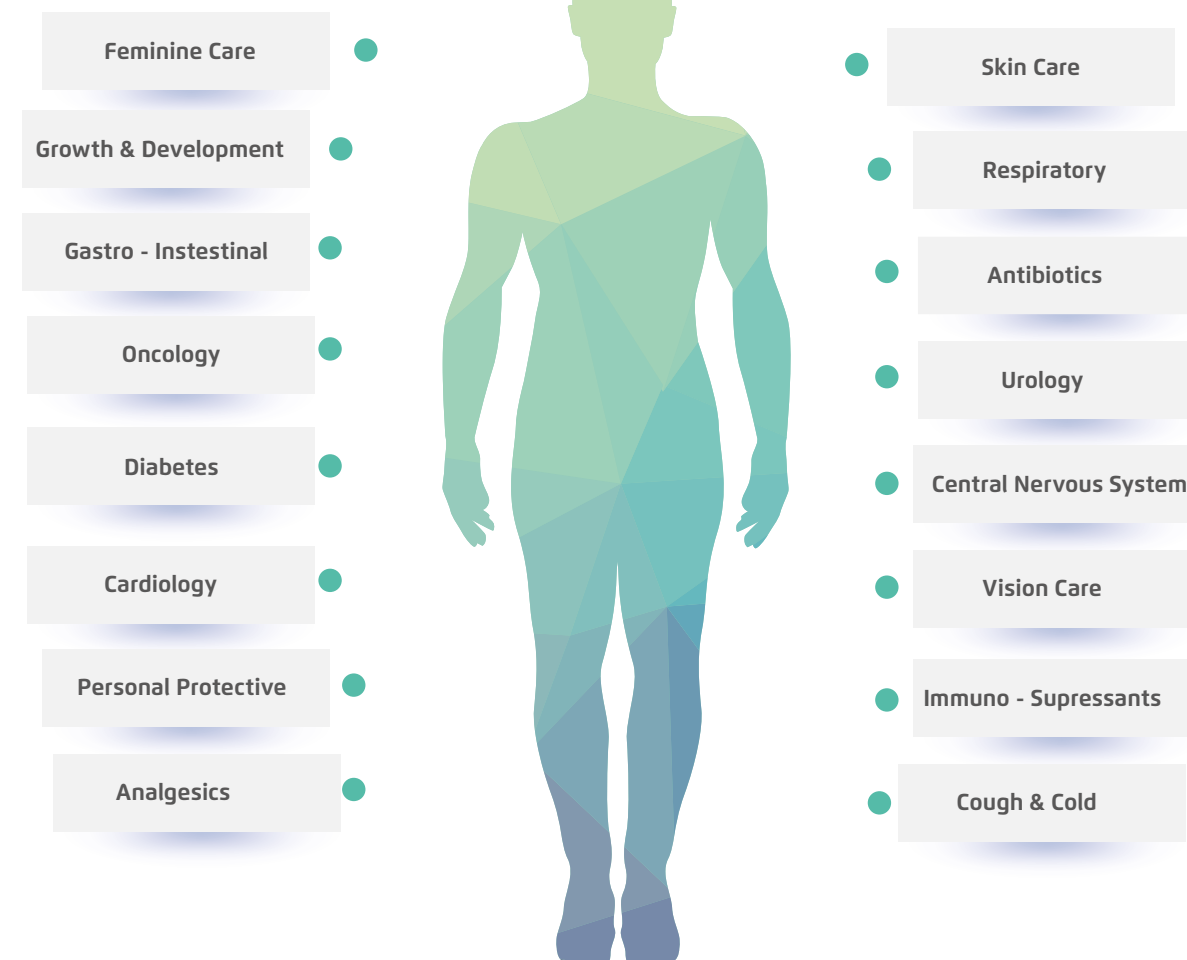 Feminine Care
Growth & Development
Gastro - Instestinal
Oncology
Diabetes
Cardiology
Personal Protective
Analgesics
Skin Care
Respiratory
Antibiotics
Urology
Central Nervous System
Vision Care
Immuno - Supressants
Cough & Cold